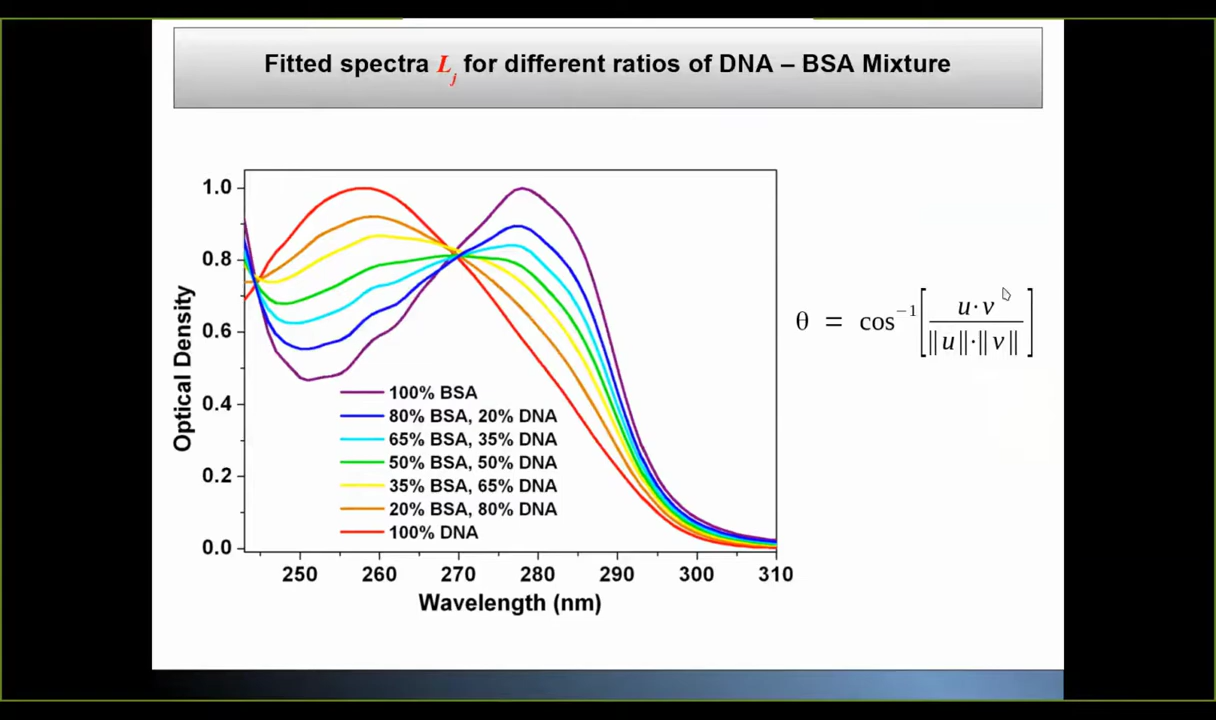 Fitted spectra Lj for different ratios of DNA – BSA Mixture
1.0
0.8
0.6
0.4
0.2
0.0
Optical Density
100% BSA
80% BSA, 20% DNA
65% BSA, 35% DNA
50% BSA, 50% DNA
35% BSA, 65% DNA
20% BSA, 80% DNA
100% DNA
250 260 270 280 290 300 310
Wavelength (nm)
θ = cos⁻¹[u·v / ‖u‖·‖v‖]